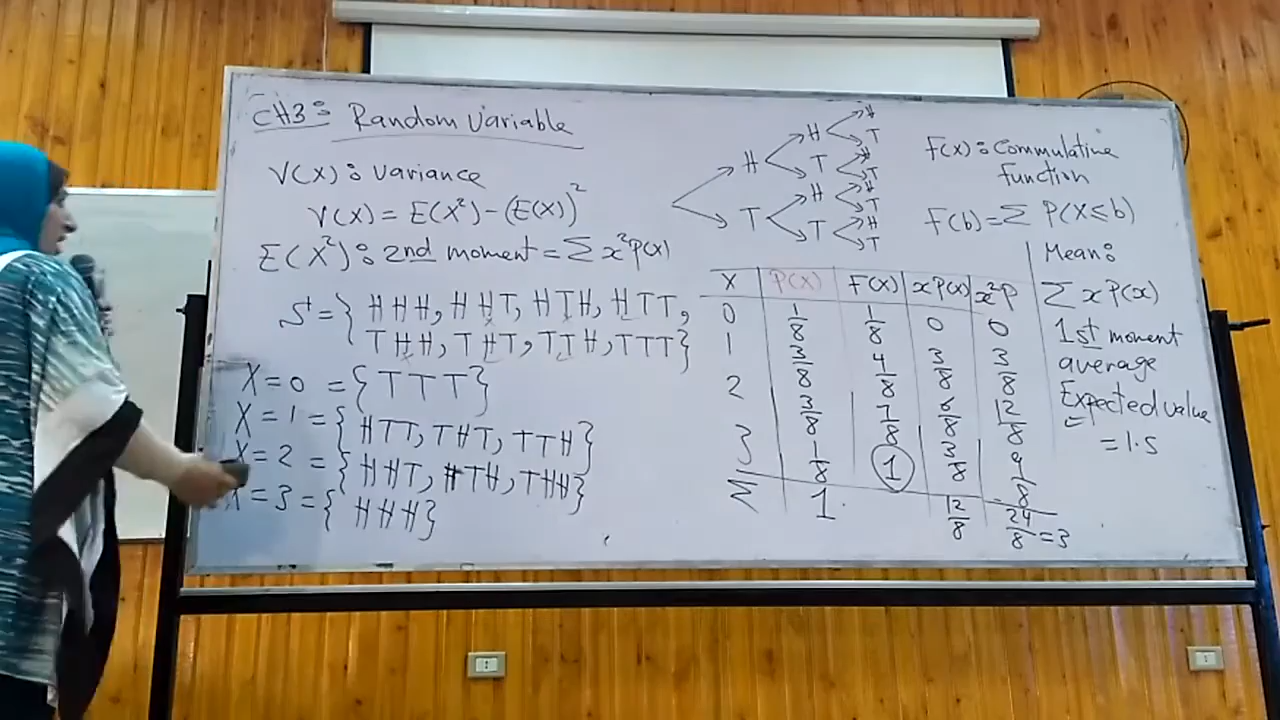 CH3: Random Variable
V(X): Variance
V(X) = E(X²) - (E(X))²
E(X²): 2nd moment = Σ x²P(x)
S = { HHH, HHT, HTH, HTT,
THH, THT, TTH, TTT}
X=0 = {TTT}
X=1 = {HTT, THT, TTH}
X=2 = {HHT, HTH, THH}
X=3 = {HHH}
H
H T
H T H
T T
H H
T T T
H
T
X P(X) F(X) xP(x) x²P
0 1/8 1/8 0 0
1 3/8 4/8 3/8 3/8
2 3/8 7/8 6/8 12/8
3 1/8 1 3/8 9/8
Σ 1 12/8 24/8 = 3
F(X): Commulative
Function
F(b) = Σ P(X≤b)
Mean:
Σ x P(x)
1st moment
average
Expected value
= 1.5